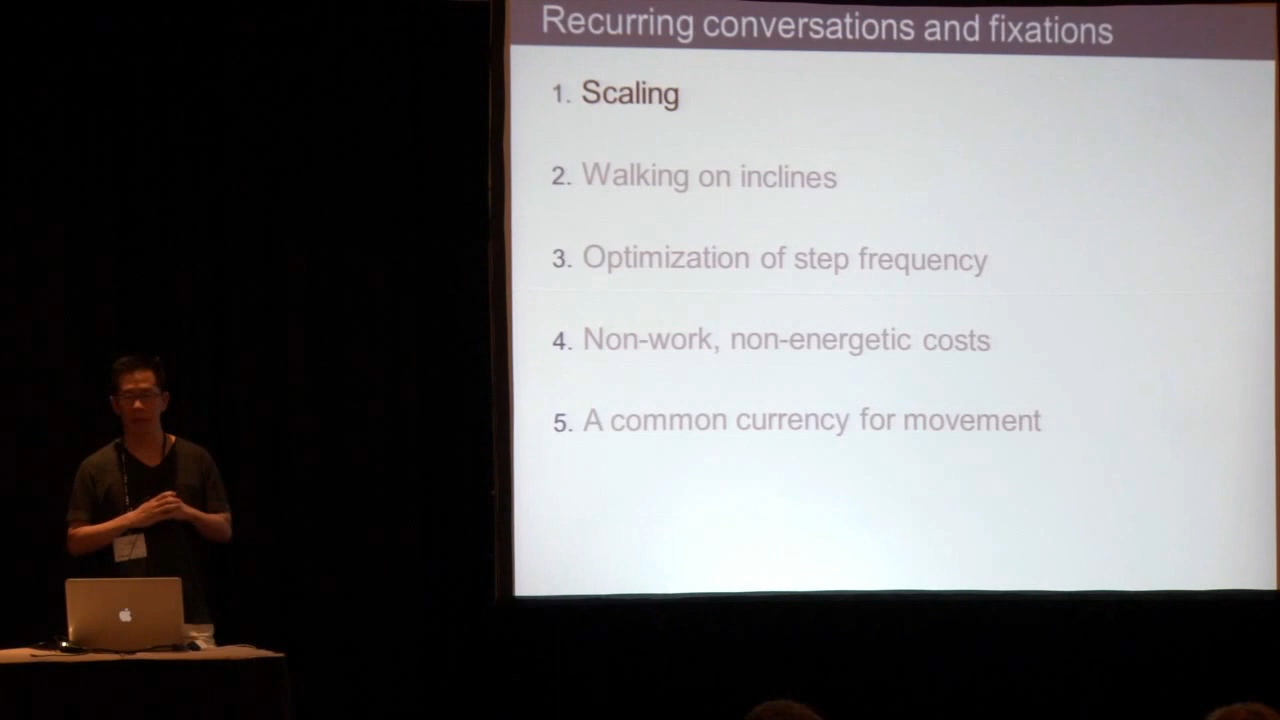 Recurring conversations and fixations
1. Scaling
2. Walking on inclines
3. Optimization of step frequency
4. Non-work, non-energetic costs
5. A common currency for movement